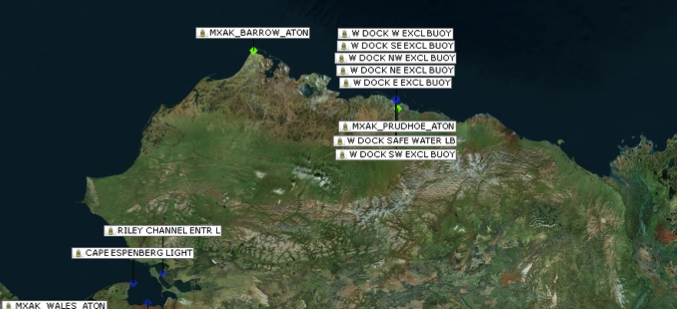 MXAK_BARROW_ATON
W DOCK W EXCL BUOY
W DOCK SE EXCL BUOY
W DOCK NW EXCL BUOY
W DOCK NE EXCL BUOY
W DOCK E EXCL BUOY
MXAK_PRUDHOE_ATON
W DOCK SAFE WATER LB
W DOCK SW EXCL BUOY
RILEY CHANNEL ENTR L
CAPE ESPENBERG LIGHT
MXAK_WALES_ATON